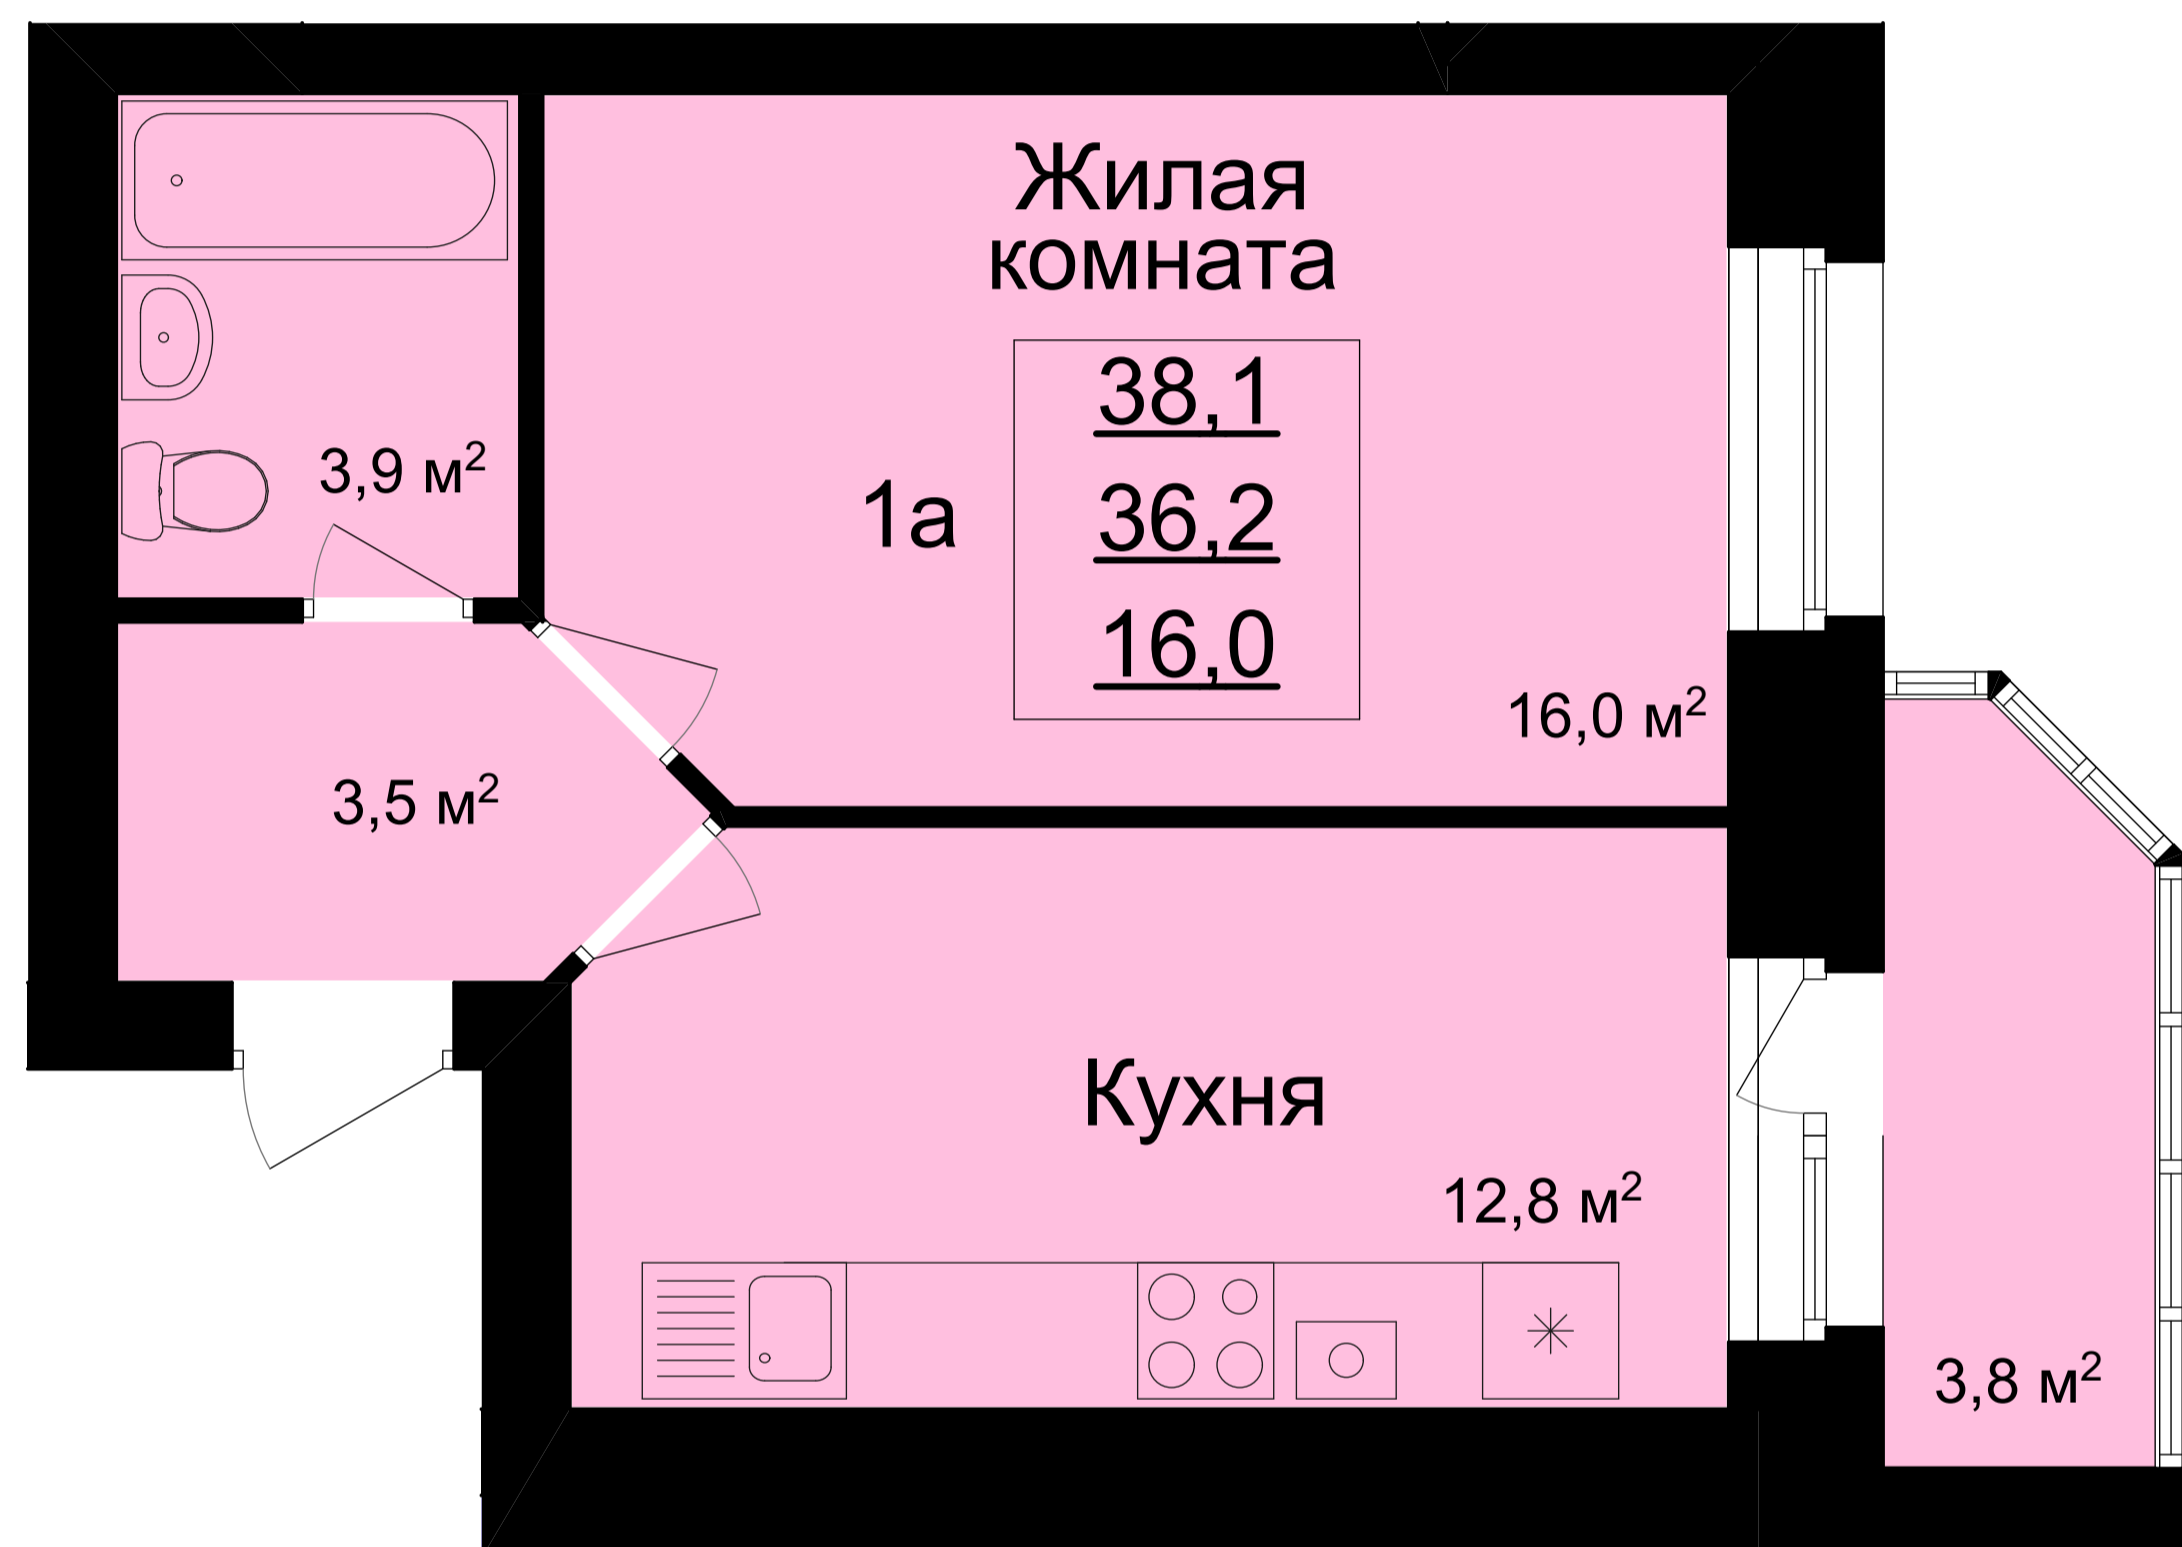 Жилая
комната
38,1
1а
36,2
16,0
3,9 м²
16,0 м²
3,5 м²
Кухня
12,8 м²
3,8 м²